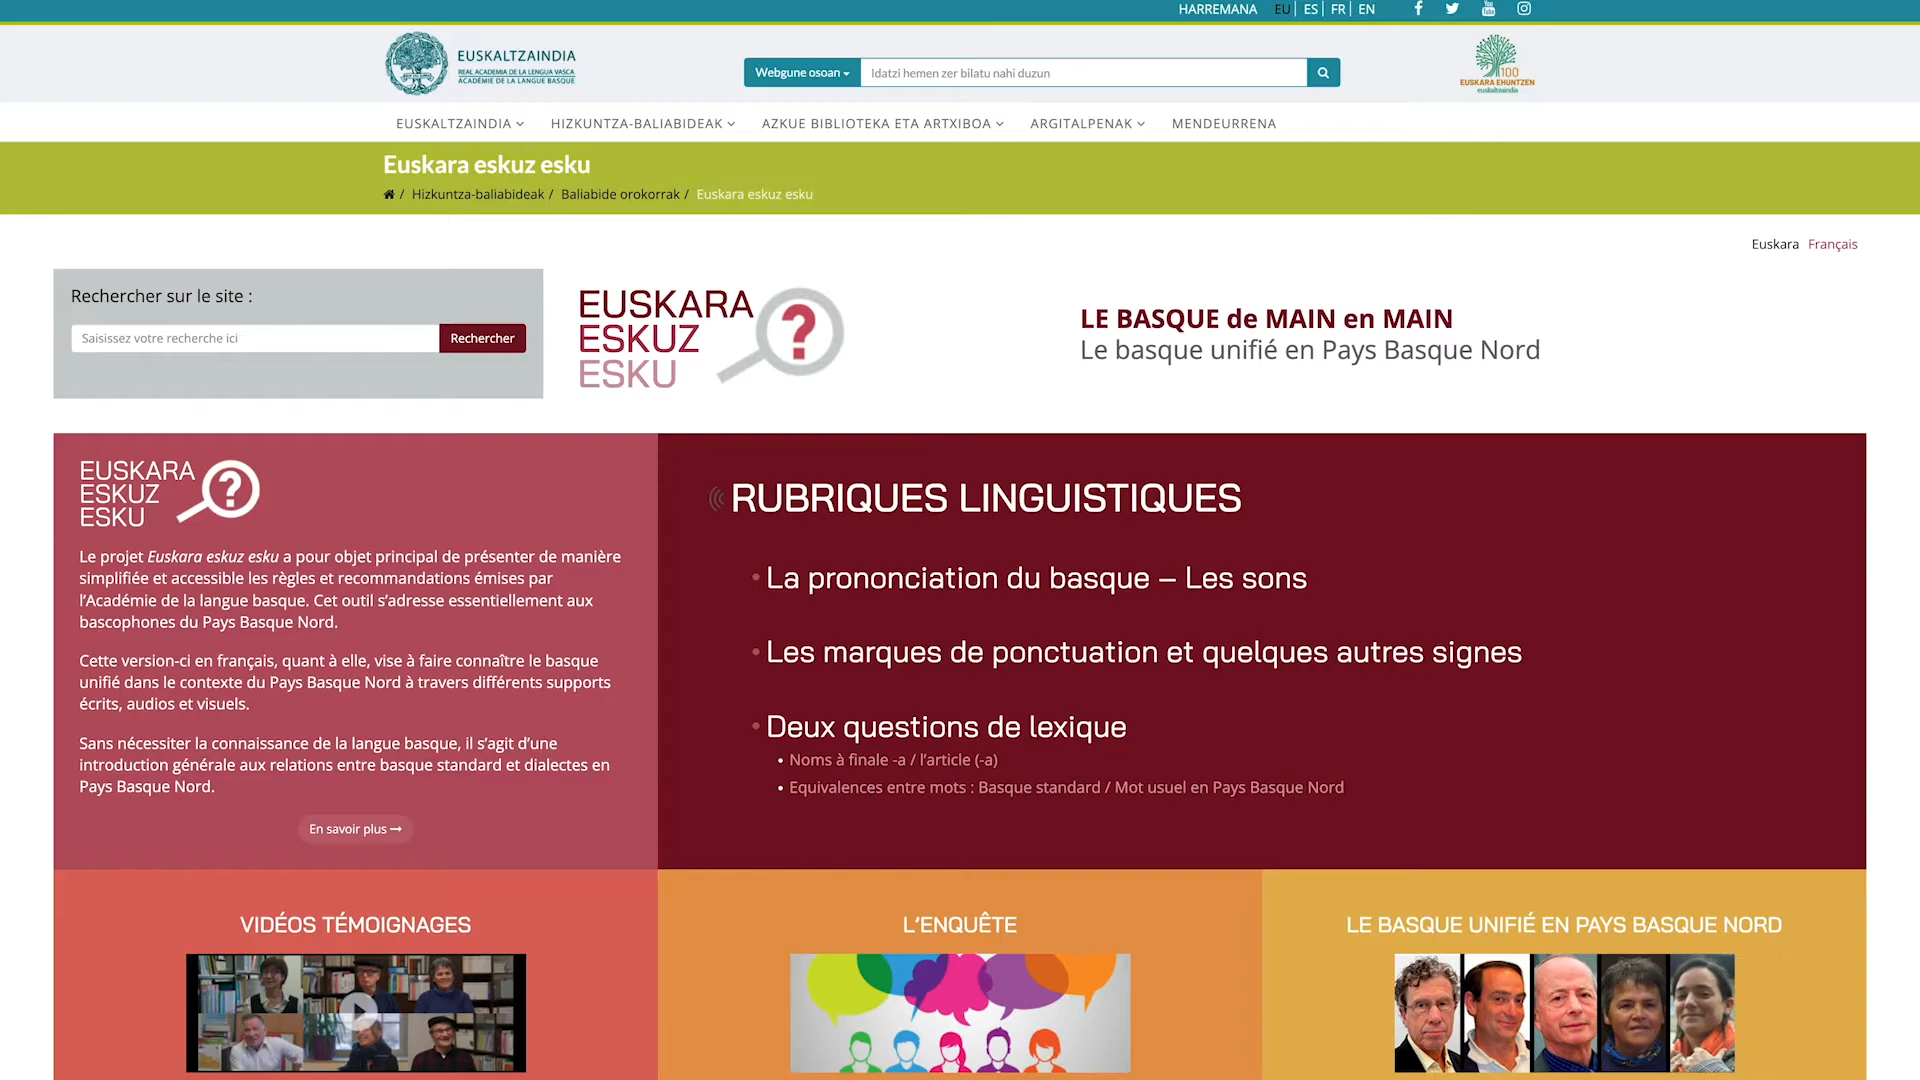 HARREMANA EU ES FR EN
EUSKALTZAINDIA
REAL ACADEMIA DE LA LENGUA VASCA
ACADÉMIE DE LA LANGUE BASQUE
Webgune osoan
Idatzi hemen zer bilatu nahi duzun
100
EUSKARA EHUNTZEN
euskaltzaindia
EUSKALTZAINDIA HIZKUNTZA-BALIABIDEAK AZKUE BIBLIOTEKA ETA ARTXIBOA ARGITALPENAK MENDEURRENA
Euskara eskuz esku
/ Hizkuntza-baliabideak / Baliabide orokorrak / Euskara eskuz esku
Euskara Français
Rechercher sur le site :
Saisissez votre recherche ici
Rechercher
EUSKARA
ESKUZ
ESKU
?
LE BASQUE de MAIN en MAIN
Le basque unifié en Pays Basque Nord
EUSKARA
ESKUZ
ESKU
?
Le projet Euskara eskuz esku a pour objet principal de présenter de manière
simplifiée et accessible les règles et recommandations émises par
l’Académie de la langue basque. Cet outil s’adresse essentiellement aux
bascophones du Pays Basque Nord.
Cette version-ci en français, quant à elle, vise à faire connaître le basque
unifié dans le contexte du Pays Basque Nord à travers différents supports
écrits, audios et visuels.
Sans nécessiter la connaissance de la langue basque, il s’agit d’une
introduction générale aux relations entre basque standard et dialectes en
Pays Basque Nord.
En savoir plus
RUBRIQUES LINGUISTIQUES
• La prononciation du basque – Les sons
• Les marques de ponctuation et quelques autres signes
• Deux questions de lexique
• Noms à finale -a / l’article (-a)
• Equivalences entre mots : Basque standard / Mot usuel en Pays Basque Nord
VIDÉOS TÉMOIGNAGES
L’ENQUÊTE
LE BASQUE UNIFIÉ EN PAYS BASQUE NORD